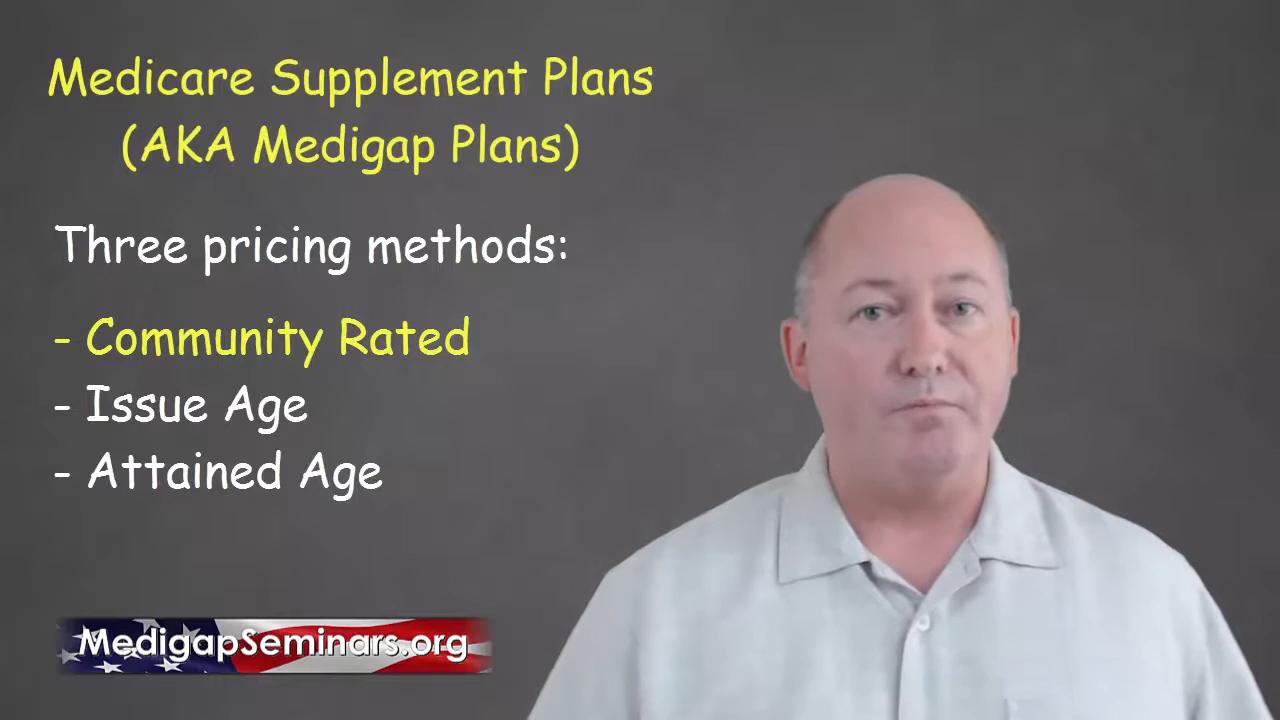 Medicare Supplement Plans
(AKA Medigap Plans)
Three pricing methods:
- Community Rated
- Issue Age
- Attained Age
MedigapSeminars.org